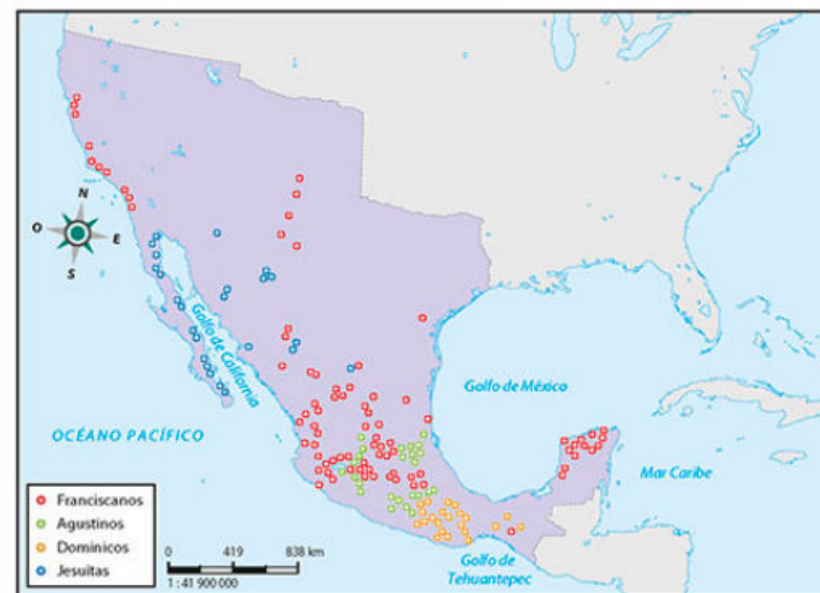 N
O
E
S
Golfo de California
Golfo de México
OCÉANO PACÍFICO
Mar Caribe
Franciscanos
Agustinos
Dominicos
Jesuitas
0 419 838 km
1 : 41 900 000
Golfo de
Tehuantepec